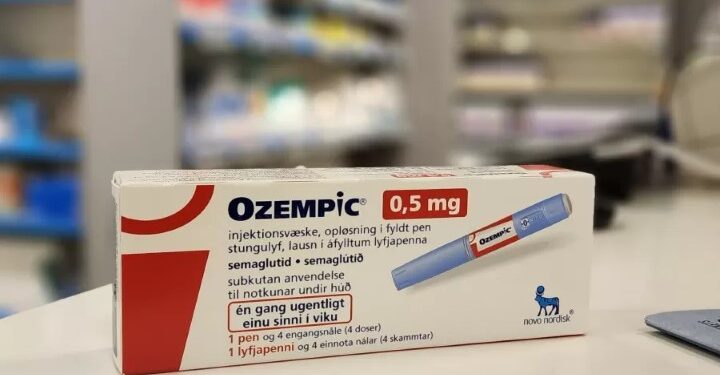 OZEMPIC® 0,5 mg
injektionsvæske, opløsning i fyldt pen
stungulyf, lausn í áfylltum lyfjapenna
semaglutid • semaglútíð
subkutan anvendelse
til notkunar undir húð
én gang ugentligt
einu sinni í viku
1 pen og 4 engangsnåle (4 doser)
1 lyfjapenni og 4 einnota nálar (4 skammtar)
OZEMPIC®
novo nordisk®